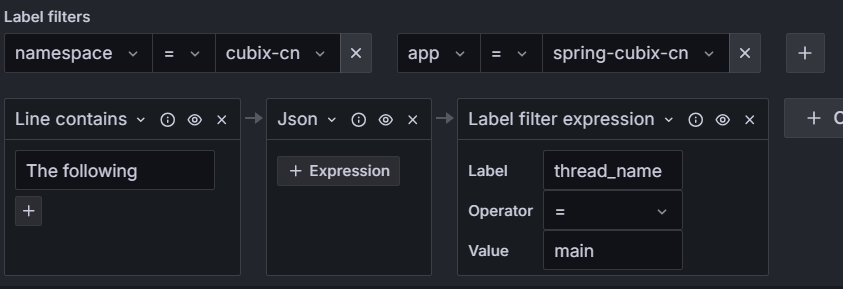 Label filters
namespace = cubix-cn app = spring-cubix-cn
Line contains Json Label filter expression
The following
Expression
Label thread_name
Operator =
Value main